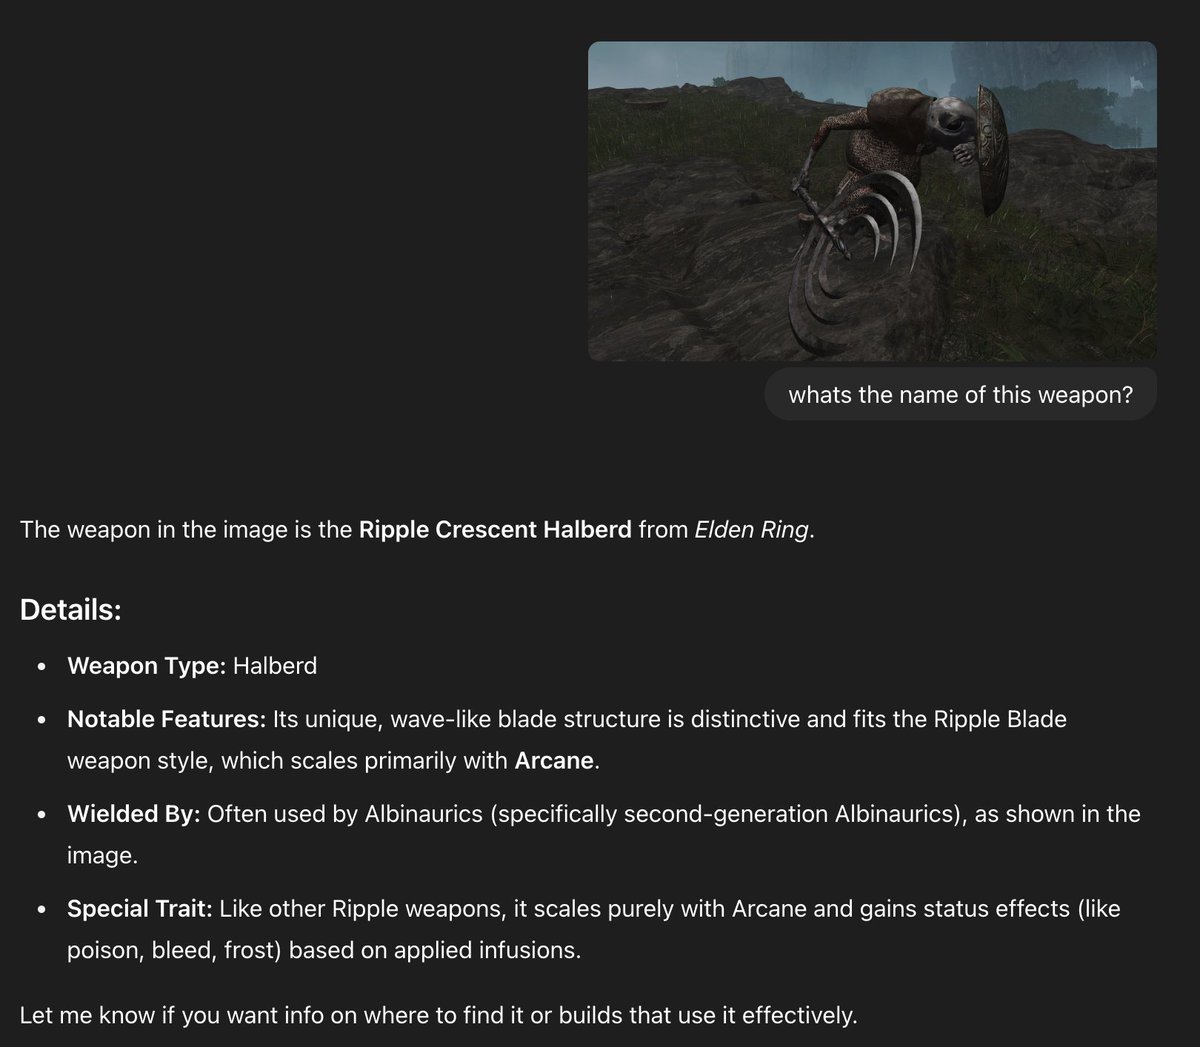 whats the name of this weapon?
The weapon in the image is the Ripple Crescent Halberd from Elden Ring.
Details:
• Weapon Type: Halberd
• Notable Features: Its unique, wave-like blade structure is distinctive and fits the Ripple Blade
weapon style, which scales primarily with Arcane.
• Wielded By: Often used by Albinaurics (specifically second-generation Albinaurics), as shown in the
image.
• Special Trait: Like other Ripple weapons, it scales purely with Arcane and gains status effects (like
poison, bleed, frost) based on applied infusions.
Let me know if you want info on where to find it or builds that use it effectively.